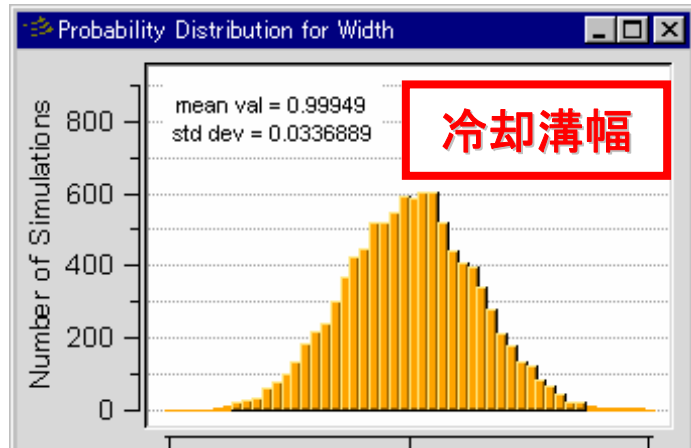 Probability Distribution for Width
mean val = 0.99949
std dev = 0.0336889
冷却溝幅
Number of Simulations
800
600
400
200
0